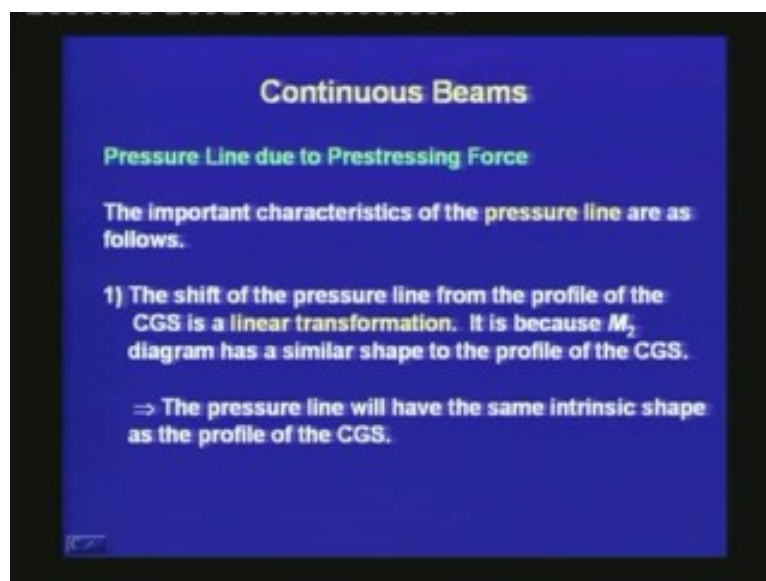 Continuous Beams
Pressure Line due to Prestressing Force
The important characteristics of the pressure line are as
follows.
1) The shift of the pressure line from the profile of the
CGS is a linear transformation. It is because M₂
diagram has a similar shape to the profile of the CGS.
⇒ The pressure line will have the same intrinsic shape
as the profile of the CGS.